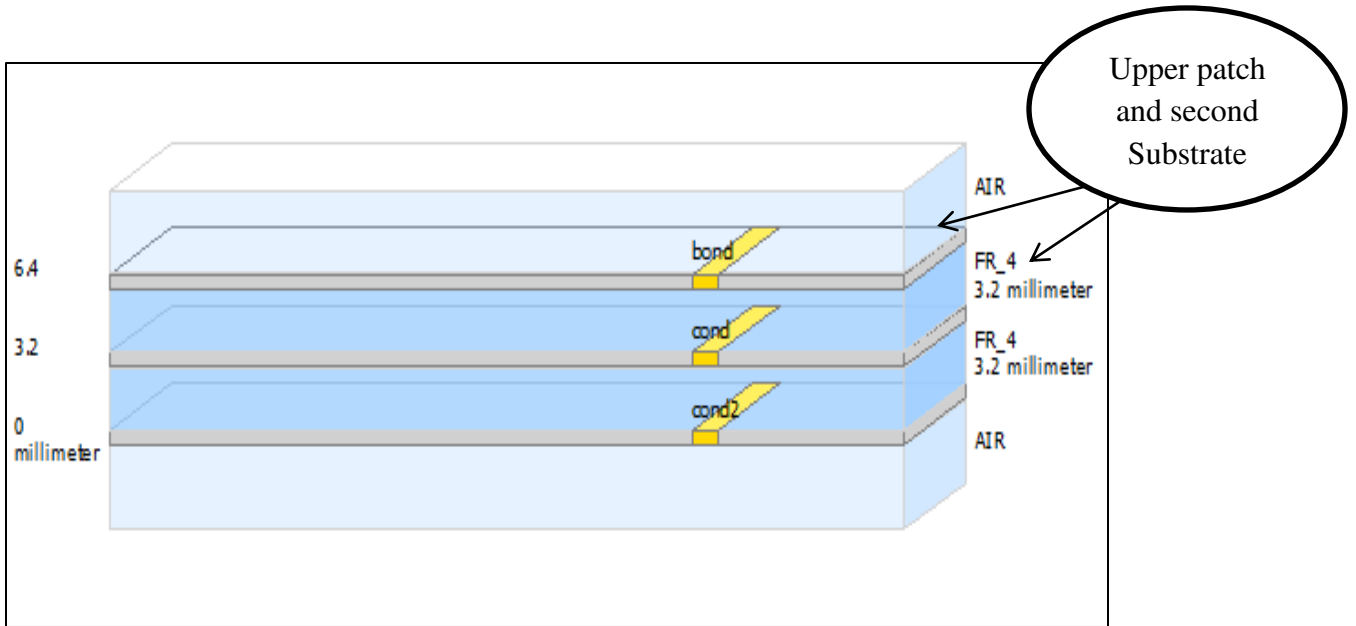 Upper patch
and second
Substrate
AIR
bond
6.4
FR_4
3.2 millimeter
cond
3.2
FR_4
3.2 millimeter
cond2
0
millimeter
AIR